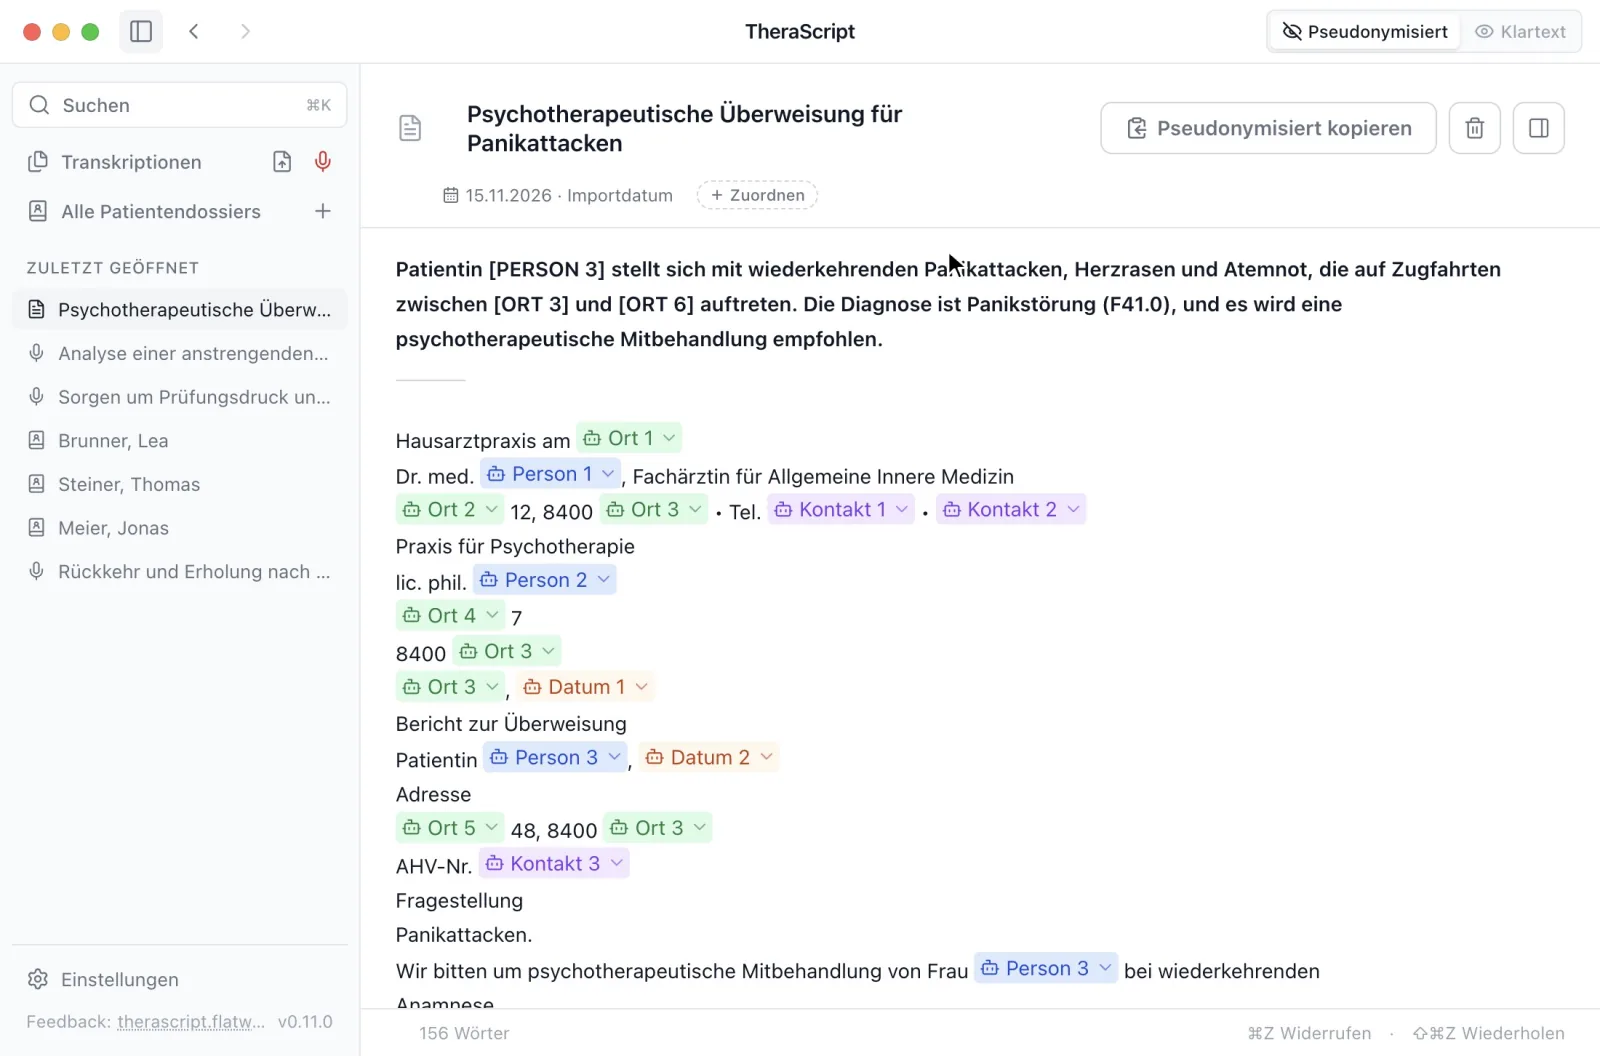 TheraScript
Pseudonymisiert
Klartext
Suchen ⌘K
Transkriptionen
Alle Patientendossiers
ZULETZT GEÖFFNET
Psychotherapeutische Überw...
Analyse einer anstrengenden...
Sorgen um Prüfungsdruck un...
Brunner, Lea
Steiner, Thomas
Meier, Jonas
Rückkehr und Erholung nach ...
Einstellungen
Feedback: therascript.flatw... v0.11.0
Psychotherapeutische Überweisung für
Panikattacken
Pseudonymisiert kopieren
15.11.2026 · Importdatum
+ Zuordnen
Patientin [PERSON 3] stellt sich mit wiederkehrenden Panikattacken, Herzrasen und Atemnot, die auf Zugfahrten
zwischen [ORT 3] und [ORT 6] auftreten. Die Diagnose ist Panikstörung (F41.0), und es wird eine
psychotherapeutische Mitbehandlung empfohlen.
Hausarztpraxis am Ort 1
Dr. med. Person 1, Fachärztin für Allgemeine Innere Medizin
Ort 2 12, 8400 Ort 3 • Tel. Kontakt 1 • Kontakt 2
Praxis für Psychotherapie
lic. phil. Person 2
Ort 4 7
8400 Ort 3
Ort 3, Datum 1
Bericht zur Überweisung
Patientin Person 3, Datum 2
Adresse
Ort 5 48, 8400 Ort 3
AHV-Nr. Kontakt 3
Fragestellung
Panikattacken.
Wir bitten um psychotherapeutische Mitbehandlung von Frau Person 3 bei wiederkehrenden
Anamnese
156 Wörter
⌘Z Widerrufen · ⇧⌘Z Wiederholen